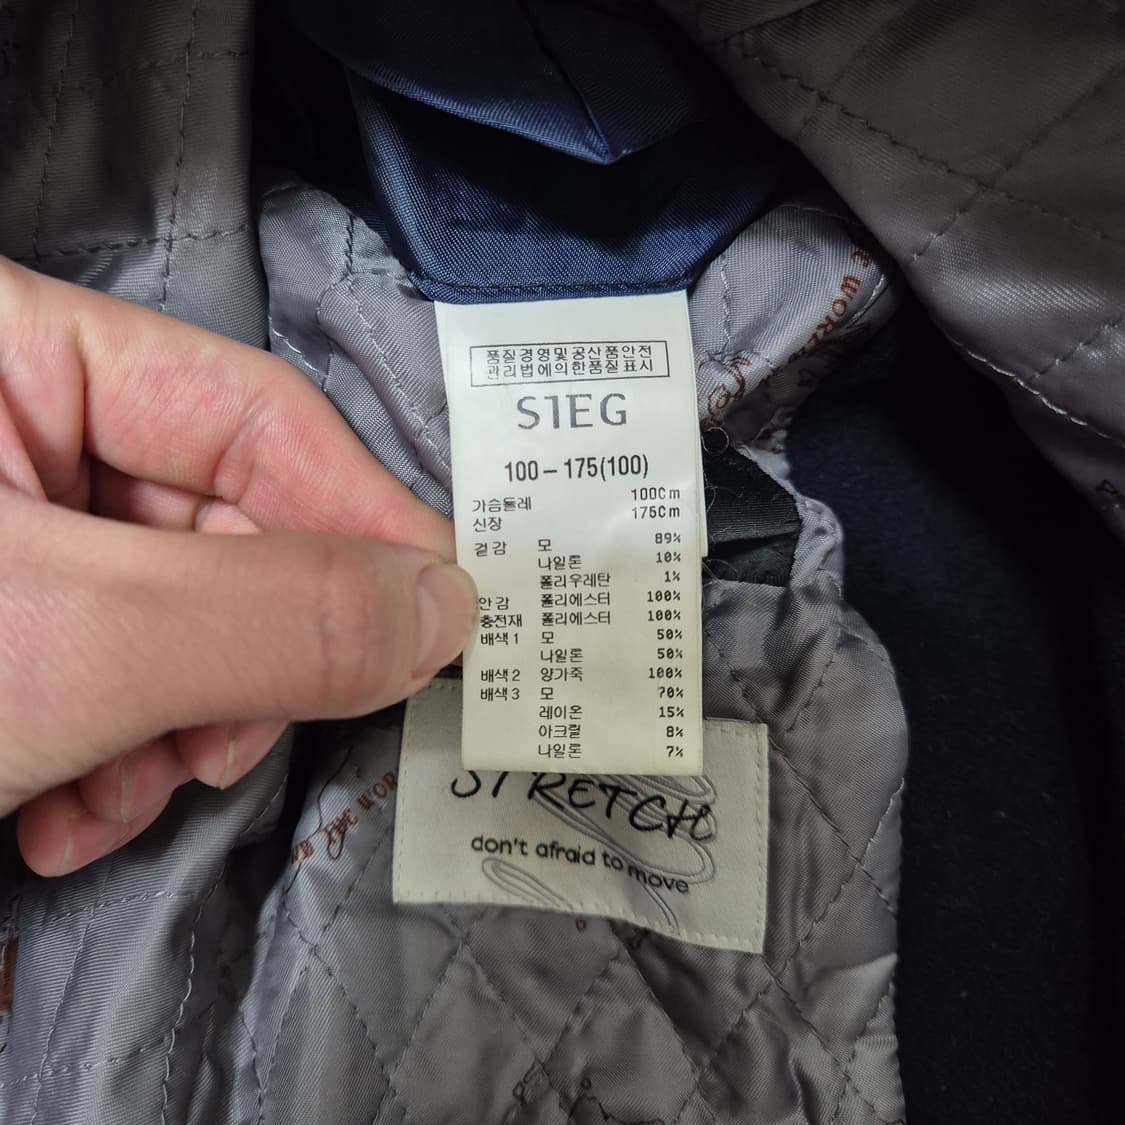 품질경영및공산품안전
관리법에의한품질표시
SIEG
100-175(100)
가슴둘레 100Cm
신장 175Cm
겉감 모 89%
나일론 10%
폴리우레탄 1%
안감 폴리에스터 100%
충전재 폴리에스터 100%
배색1 모 50%
나일론 50%
배색2 양가죽 100%
배색3 모 70%
레이온 15%
아크릴 8%
나일론 7%
STRETCH
don't afraid to move